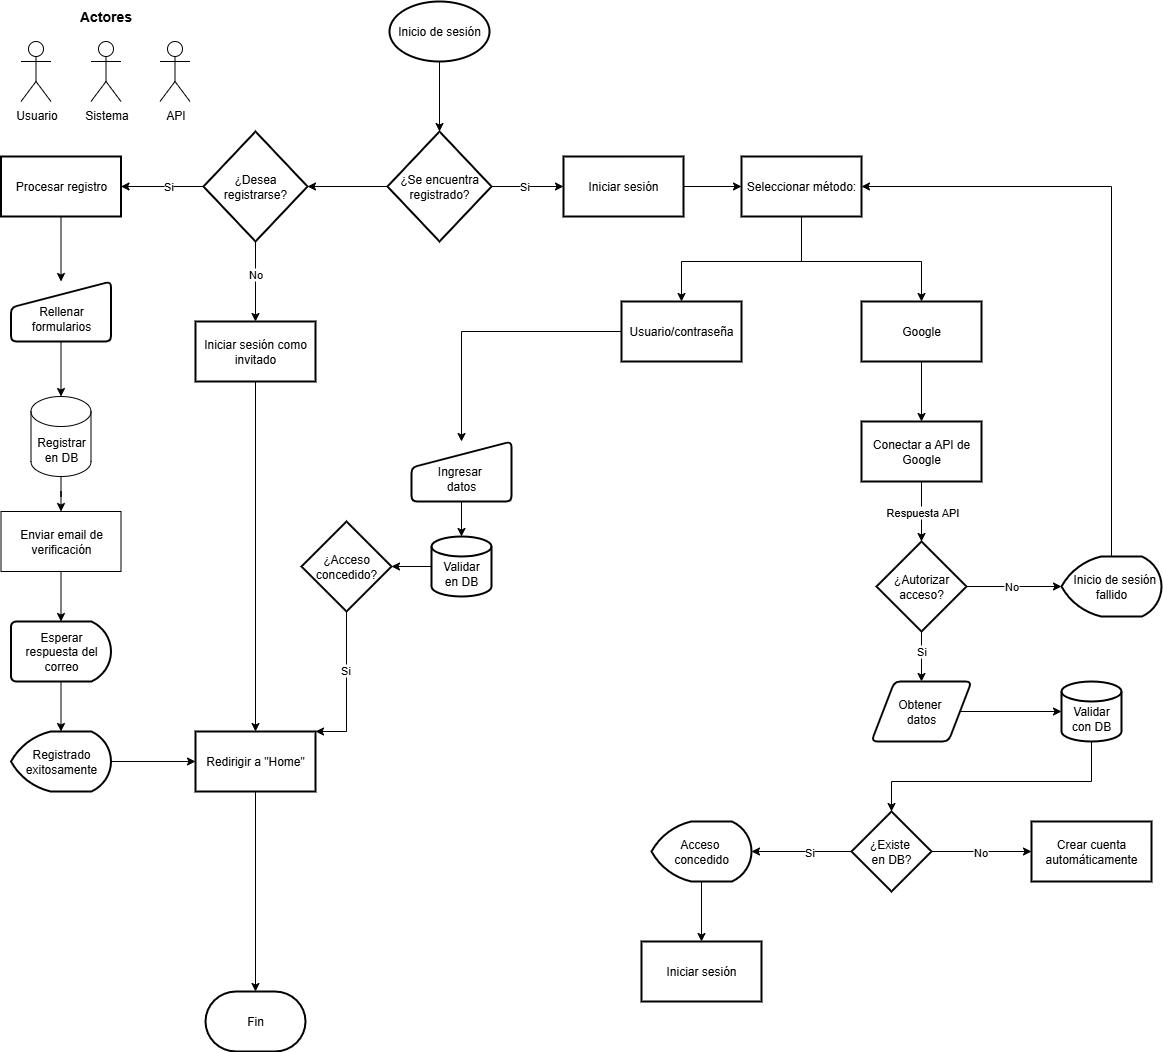 Actores
Usuario
Sistema
API
Inicio de sesión
¿Se encuentra
registrado?
Si
Iniciar sesión
Seleccionar método:
¿Desea
registrarse?
Si
Procesar registro
No
Iniciar sesión como
invitado
Rellenar
formularios
Registrar
en DB
Enviar email de
verificación
Esperar
respuesta del
correo
Registrado
exitosamente
Usuario/contraseña
Google
Ingresar
datos
Validar
en DB
¿Acceso
concedido?
Si
Redirigir a "Home"
Fin
Conectar a API de
Google
Respuesta API
¿Autorizar
acceso?
No
Inicio de sesión
fallido
Si
Obtener
datos
Validar
con DB
¿Existe
en DB?
No
Crear cuenta
automáticamente
Si
Acceso
concedido
Iniciar sesión